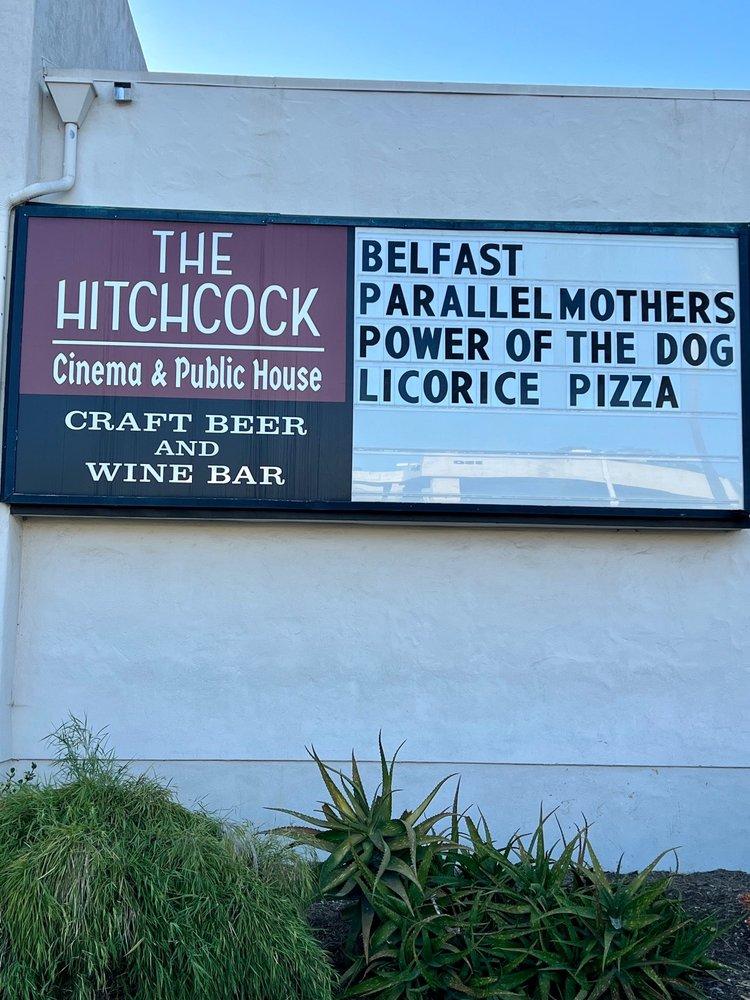 THE
HITCHCOCK
Cinema & Public House
CRAFT BEER
AND
WINE BAR
BELFAST
PARALLEL MOTHERS
POWER OF THE DOG
LICORICE PIZZA